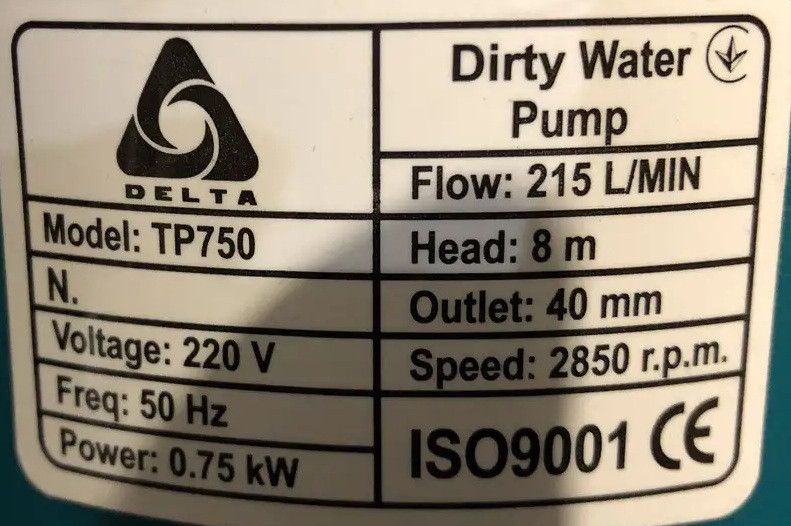 DELTA
Model: TP750
N.
Voltage: 220 V
Freq: 50 Hz
Power: 0.75 kW
Dirty Water
Pump
Flow: 215 L/MIN
Head: 8 m
Outlet: 40 mm
Speed: 2850 r.p.m.
ISO9001 CE